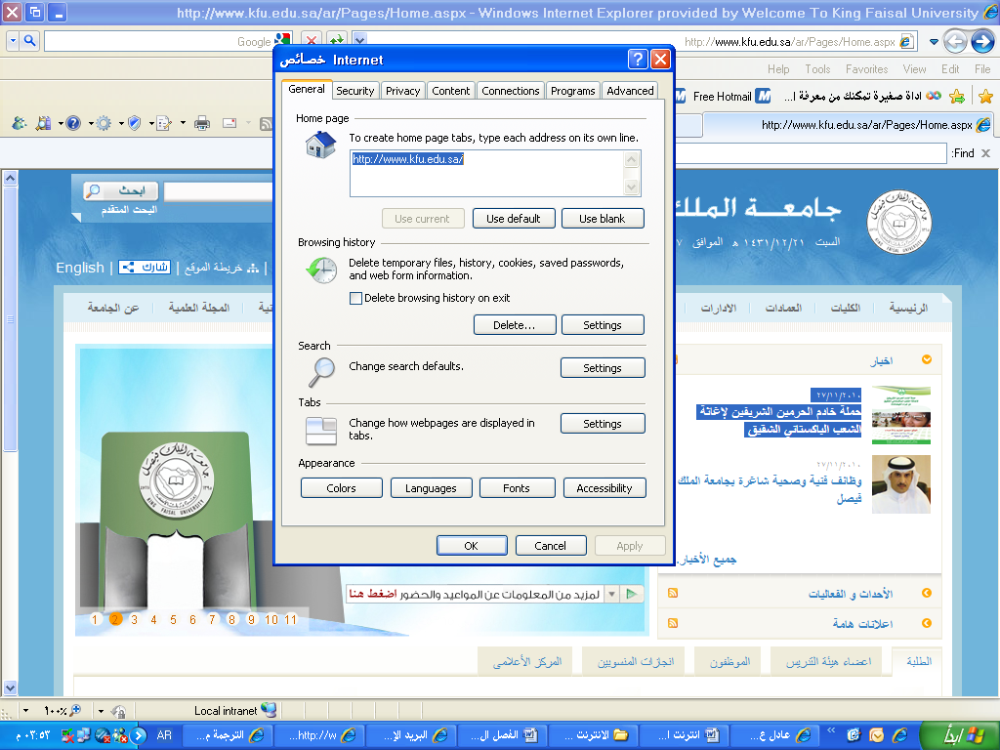 http://www.kfu.edu.sa/ar/Pages/Home.aspx - Windows Internet Explorer provided by Welcome To King Faisal University
http://www.kfu.edu.sa/ar/Pages/Home.aspx
Google
File Edit View Favorites Tools Help
اداة صغيرة تمكنك من معرفة ا...
Free Hotmail
http://www.kfu.edu.sa/ar/Pages/Home.aspx
Find:
خصائص Internet
General Security Privacy Content Connections Programs Advanced
Home page
To create home page tabs, type each address on its own line.
http://www.kfu.edu.sa/
Use current Use default Use blank
Browsing history
Delete temporary files, history, cookies, saved passwords,
and web form information.
Delete browsing history on exit
Delete... Settings
Search
Change search defaults.
Settings
Tabs
Change how webpages are displayed in
tabs.
Settings
Appearance
Colors Languages Fonts Accessibility
OK Cancel Apply
جامعـــة الملك
السبت ١٤٣١/١٢/٢١ هـ الموافق
ابحث
البحث المتقدم
خريطة الموقع | شارك | English
الرئيسية الكليات العمادات الادارات
المجلة العلمية عن الجامعة
اخبار
٢٧/١١/٢٠١٠
حملة خادم الحرمين الشريفين لإغاثة
الشعب الباكستاني الشقيق
٢٧/١١/٢٠١٠
وظائف فنية وصحية شاغرة بجامعة الملك
فيصل
جميع الأخبار
الأحداث و الفعاليات
اعلانات هامة
جامعة الملك فيصل
KING FAISAL UNIVERSITY
لمزيد من المعلومات عن المواعيد والحضور اضغط هنا
1 2 3 4 5 6 7 8 9 10 11
الطلبة اعضاء هيئة التدريس الموظفون انجازات المنسوبين المركز الأعلامى
Local intranet
١٠٠%
ابدأ
عادل ع...
انترنت ا...
الانترنت ...
الفصل ال...
البريد الإ...
http://w...
الترجمة م...
AR
٠٣:٥٣ م